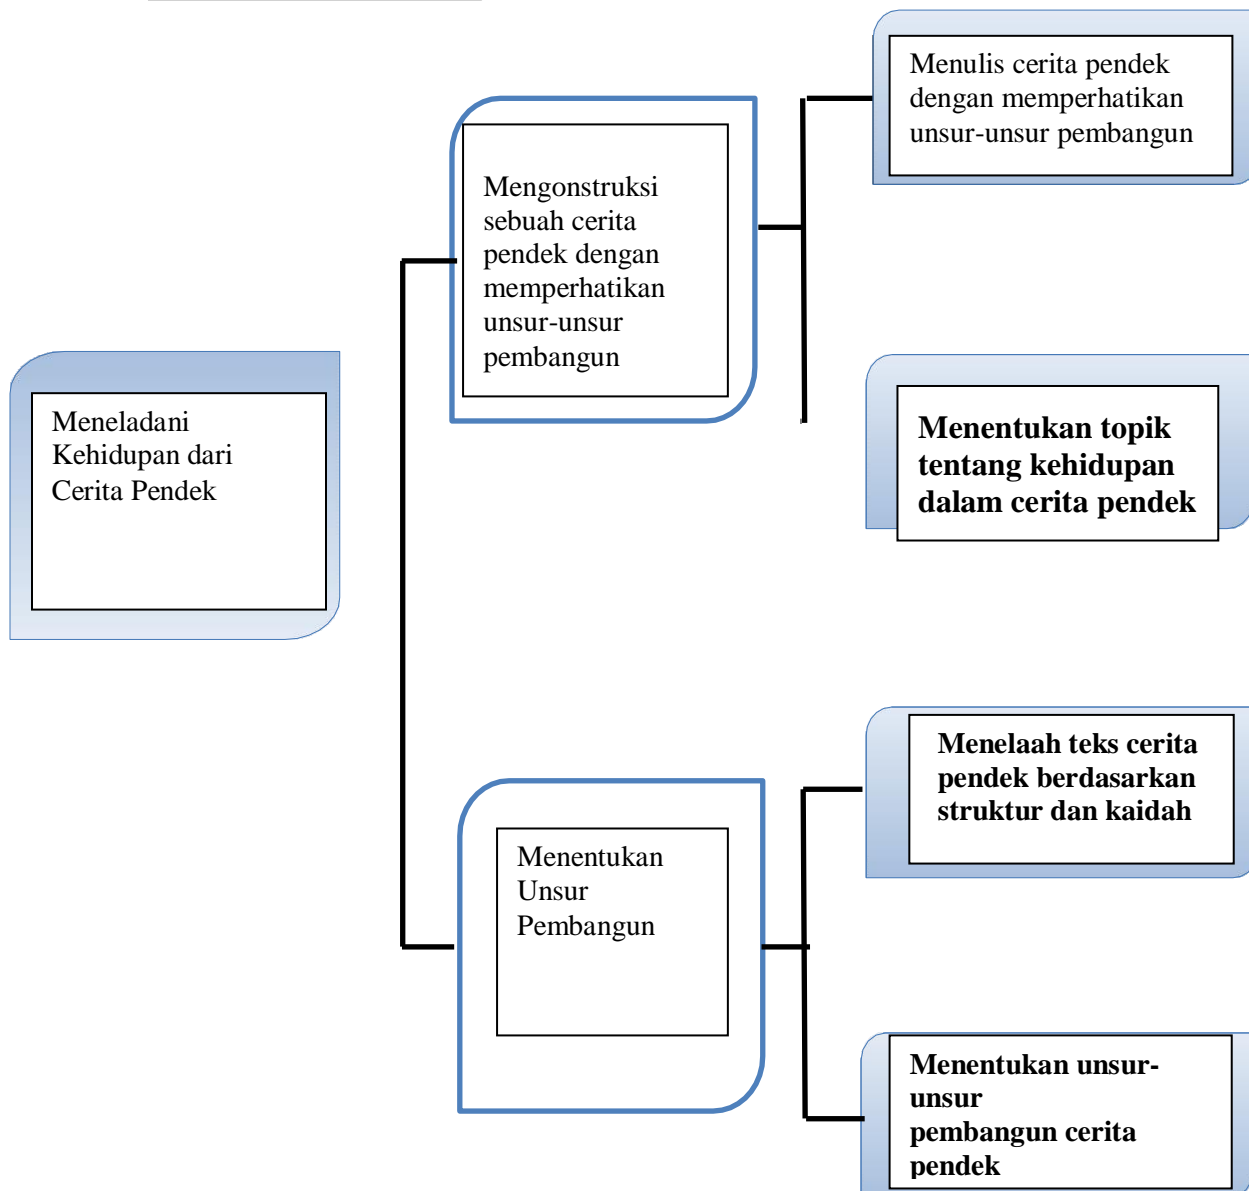 Meneladani
Kehidupan dari
Cerita Pendek
Mengonstruksi
sebuah cerita
pendek dengan
memperhatikan
unsur-unsur
pembangun
Menulis cerita pendek
dengan memperhatikan
unsur-unsur pembangun
Menentukan topik
tentang kehidupan
dalam cerita pendek
Menentukan
Unsur
Pembangun
Menelaah teks cerita
pendek berdasarkan
struktur dan kaidah
Menentukan unsur-
unsur
pembangun cerita
pendek